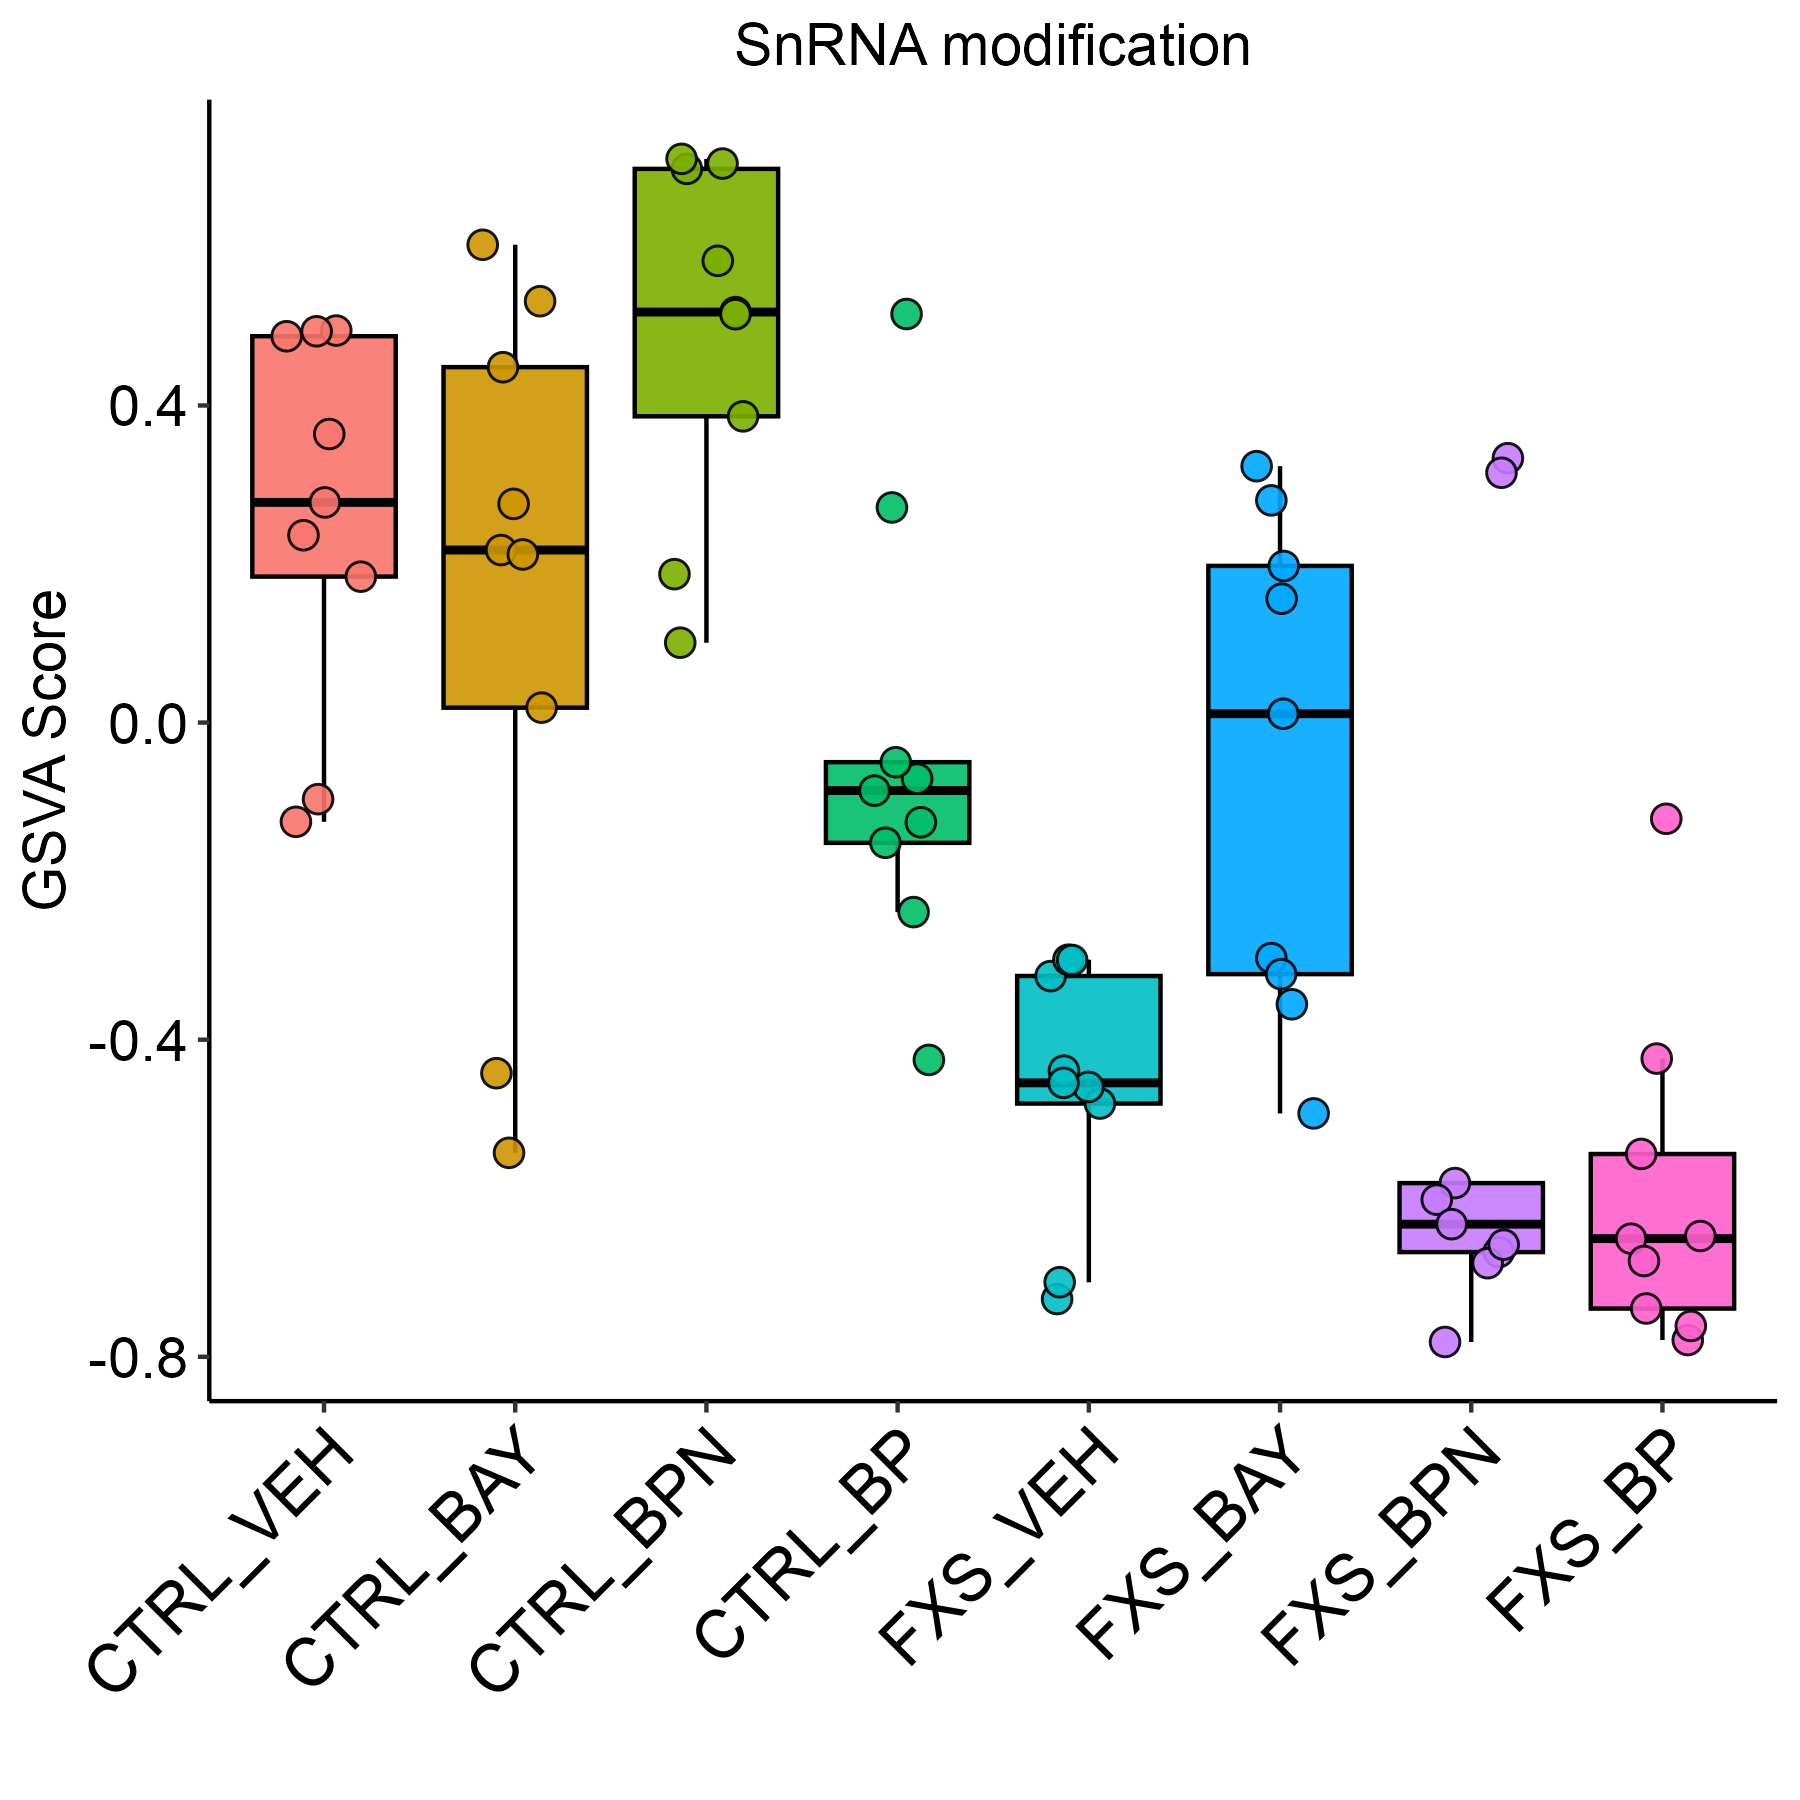 SnRNA modification
GSVA Score
0.4
0.0
-0.4
-0.8
CTRL_VEH
CTRL_BAY
CTRL_BPN
CTRL_BP
FXS_VEH
FXS_BAY
FXS_BPN
FXS_BP